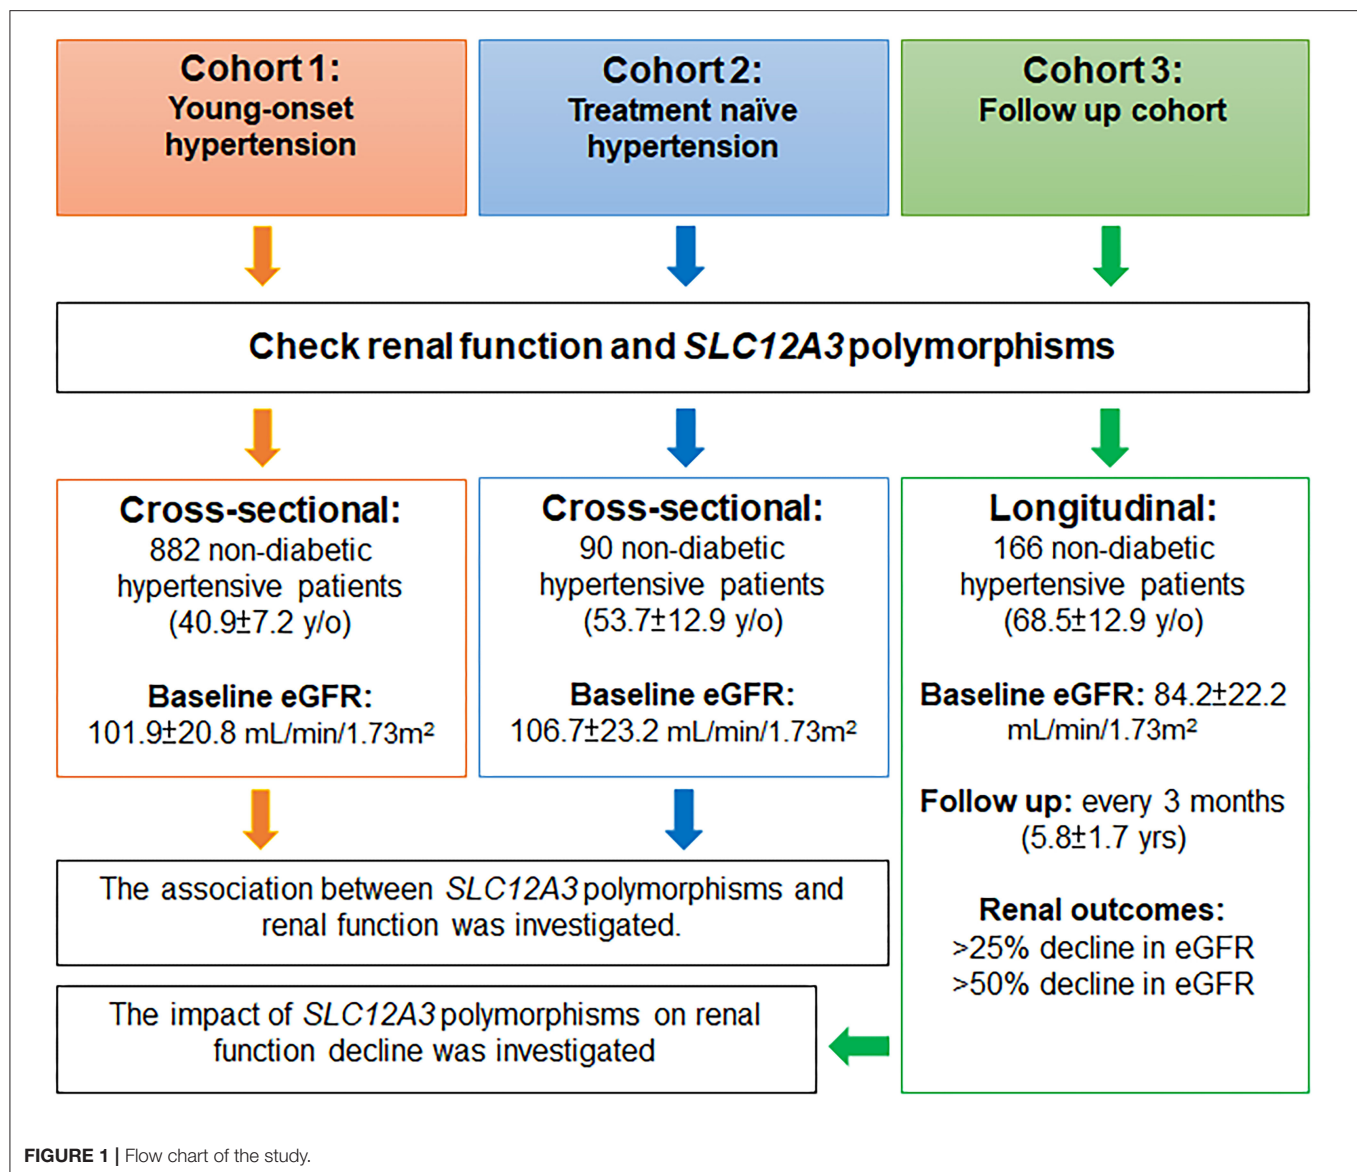 Cohort 1:
Young-onset
hypertension
Cohort 2:
Treatment naïve
hypertension
Cohort 3:
Follow up cohort
Check renal function and SLC12A3 polymorphisms
Cross-sectional:
882 non-diabetic
hypertensive patients
(40.9±7.2 y/o)
Baseline eGFR:
101.9±20.8 mL/min/1.73m²
Cross-sectional:
90 non-diabetic
hypertensive patients
(53.7±12.9 y/o)
Baseline eGFR:
106.7±23.2 mL/min/1.73m²
Longitudinal:
166 non-diabetic
hypertensive patients
(68.5±12.9 y/o)
Baseline eGFR: 84.2±22.2
mL/min/1.73m²
Follow up: every 3 months
(5.8±1.7 yrs)
Renal outcomes:
>25% decline in eGFR
>50% decline in eGFR
The association between SLC12A3 polymorphisms and
renal function was investigated.
The impact of SLC12A3 polymorphisms on renal
function decline was investigated
FIGURE 1 | Flow chart of the study.